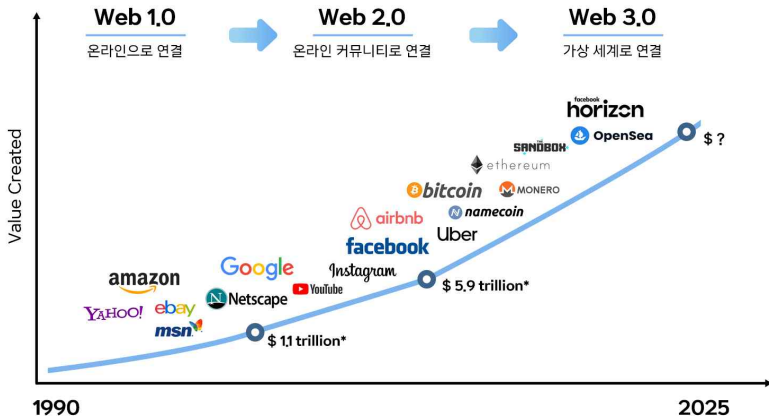 Web 1.0
온라인으로 연결
Web 2.0
온라인 커뮤니티로 연결
Web 3.0
가상 세계로 연결
Value Created
facebook
horizon
OpenSea
$ ?
THE
SANDBOX
ethereum
bitcoin
MONERO
airbnb
namecoin
Uber
facebook
Instagram
$ 5.9 trillion*
Google
YouTube
amazon
Netscape
YAHOO!
ebay
msn
$ 1.1 trillion*
1990
2025